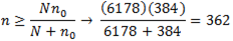 n ≥ Nn₀ / (N + n₀) → (6178)(384) / (6178 + 384) = 362